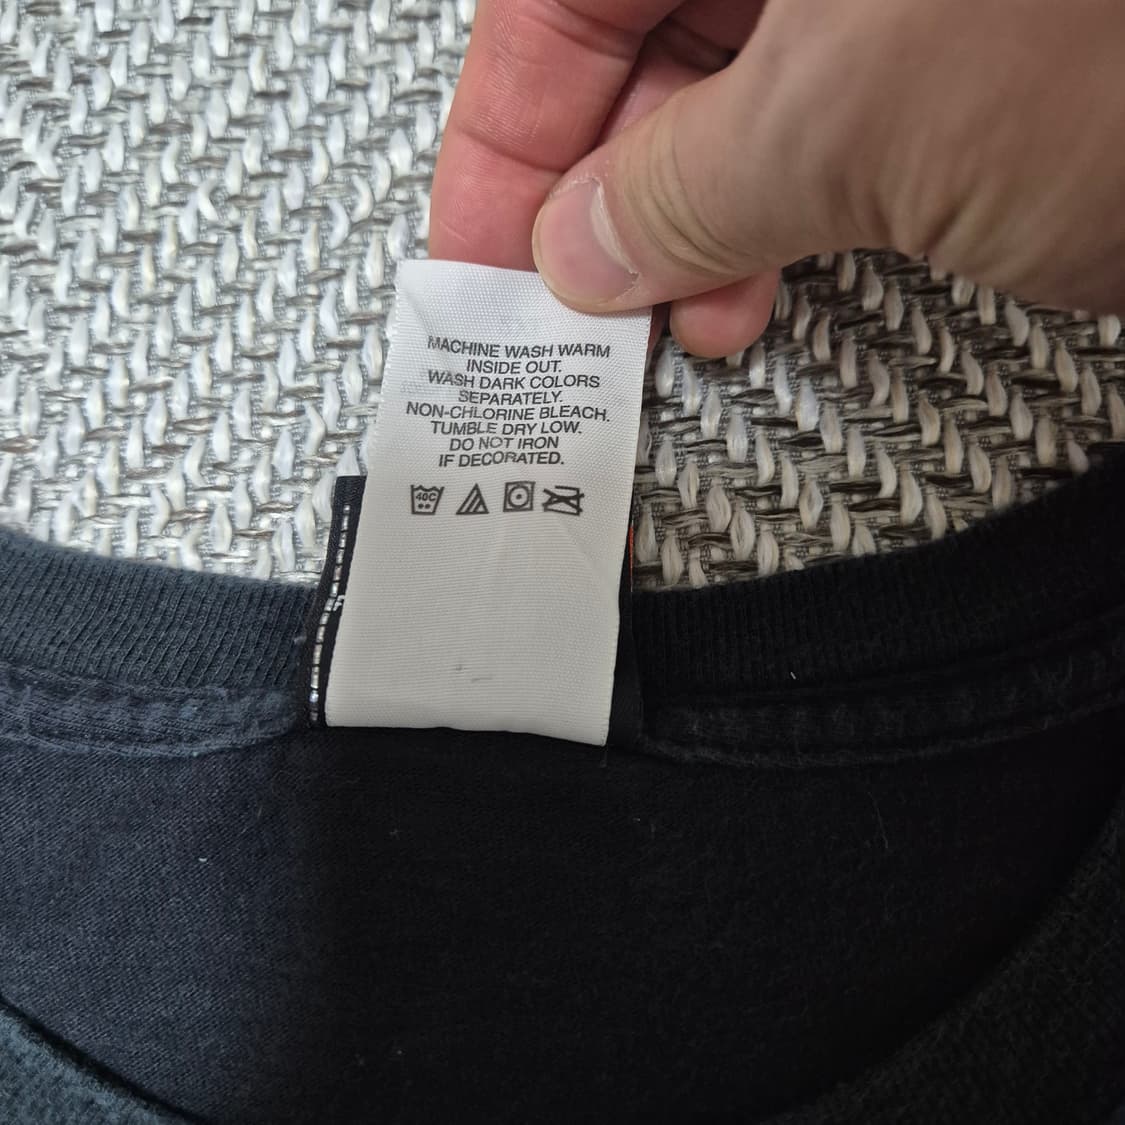 MACHINE WASH WARM
INSIDE OUT.
WASH DARK COLORS
SEPARATELY.
NON-CHLORINE BLEACH.
TUMBLE DRY LOW.
DO NOT IRON
IF DECORATED.
40C